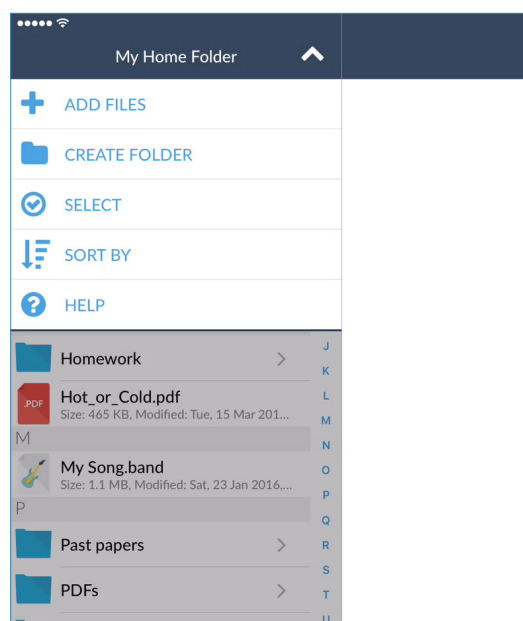 My Home Folder
ADD FILES
CREATE FOLDER
SELECT
SORT BY
HELP
J
Homework
K
.PDF
Hot_or_Cold.pdf
L
Size: 465 KB, Modified: Tue, 15 Mar 201...
M
M
N
My Song.band
O
Size: 1.1 MB, Modified: Sat, 23 Jan 2016,...
P
P
Q
Past papers
R
S
PDFs
T
U